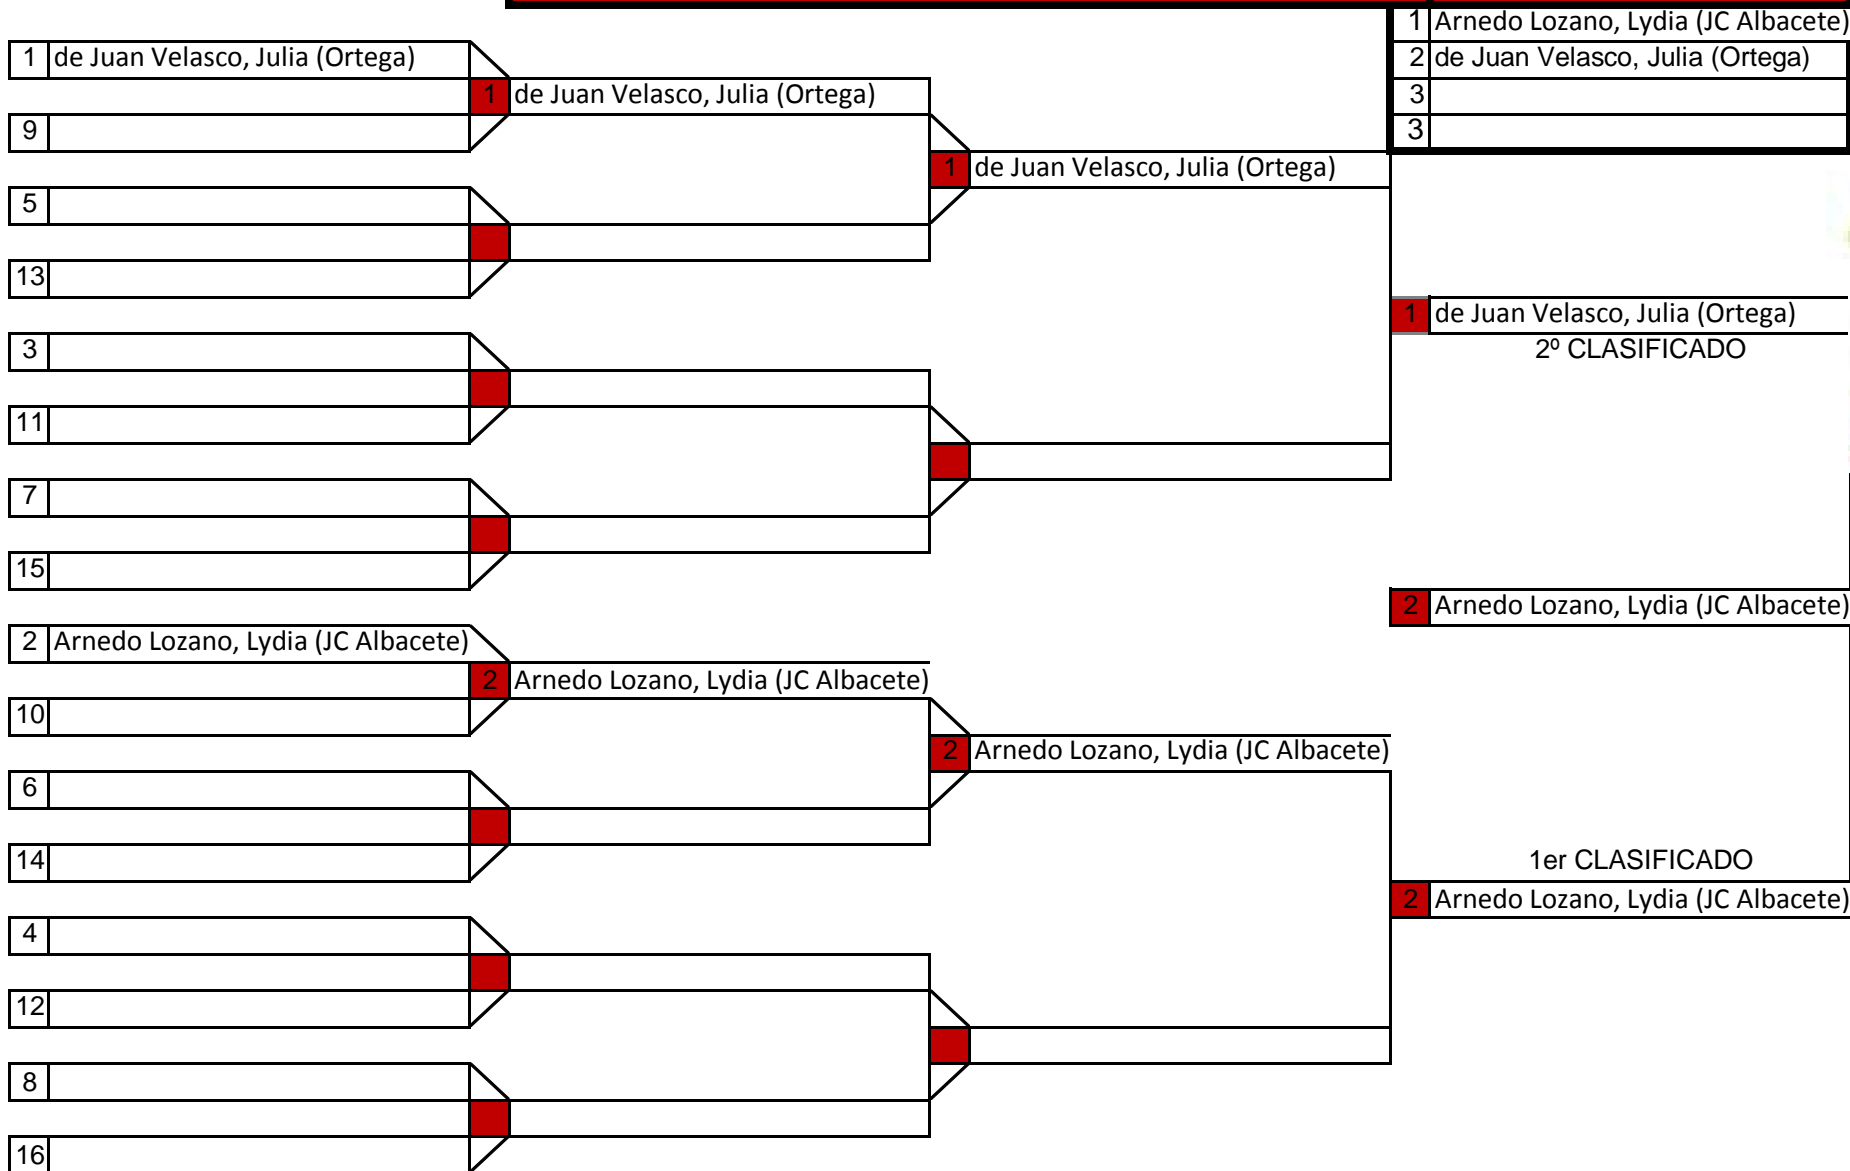 1 Arnedo Lozano, Lydia (JC Albacete)
1 de Juan Velasco, Julia (Ortega)
2 de Juan Velasco, Julia (Ortega)
1 de Juan Velasco, Julia (Ortega)
3
9
3
1 de Juan Velasco, Julia (Ortega)
5
13
1 de Juan Velasco, Julia (Ortega)
3
2º CLASIFICADO
11
7
15
2 Arnedo Lozano, Lydia (JC Albacete)
2 Arnedo Lozano, Lydia (JC Albacete)
2 Arnedo Lozano, Lydia (JC Albacete)
10
2 Arnedo Lozano, Lydia (JC Albacete)
6
14
1er CLASIFICADO
2 Arnedo Lozano, Lydia (JC Albacete)
4
12
8
16